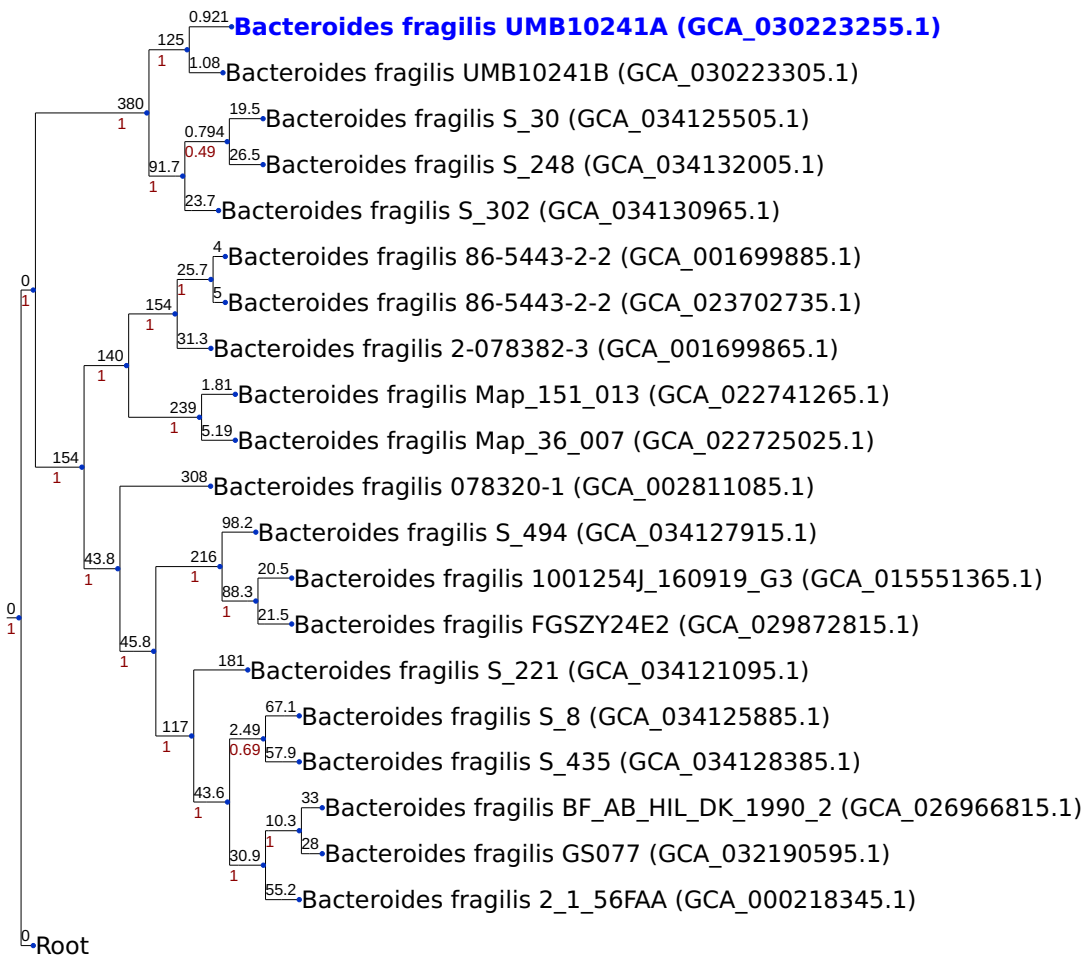 0.921
Bacteroides fragilis UMB10241A (GCA_030223255.1)
125
1
1.08
Bacteroides fragilis UMB10241B (GCA_030223305.1)
380
1
19.5
Bacteroides fragilis S_30 (GCA_034125505.1)
0.794
0.49
26.5
Bacteroides fragilis S_248 (GCA_034132005.1)
91.7
1
23.7
Bacteroides fragilis S_302 (GCA_034130965.1)
4
Bacteroides fragilis 86-5443-2-2 (GCA_001699885.1)
25.7
1
0
1
5
Bacteroides fragilis 86-5443-2-2 (GCA_023702735.1)
154
1
31.3
Bacteroides fragilis 2-078382-3 (GCA_001699865.1)
140
1
1.81
Bacteroides fragilis Map_151_013 (GCA_022741265.1)
239
1
5.19
Bacteroides fragilis Map_36_007 (GCA_022725025.1)
154
1
308
Bacteroides fragilis 078320-1 (GCA_002811085.1)
98.2
Bacteroides fragilis S_494 (GCA_034127915.1)
43.8
1
216
1
20.5
Bacteroides fragilis 1001254J_160919_G3 (GCA_015551365.1)
88.3
1
0
1
21.5
Bacteroides fragilis FGSZY24E2 (GCA_029872815.1)
45.8
1
181
Bacteroides fragilis S_221 (GCA_034121095.1)
67.1
Bacteroides fragilis S_8 (GCA_034125885.1)
117
1
2.49
0.69
57.9
Bacteroides fragilis S_435 (GCA_034128385.1)
43.6
1
33
Bacteroides fragilis BF_AB_HIL_DK_1990_2 (GCA_026966815.1)
10.3
1
28
Bacteroides fragilis GS077 (GCA_032190595.1)
30.9
1
55.2
Bacteroides fragilis 2_1_56FAA (GCA_000218345.1)
0
Root